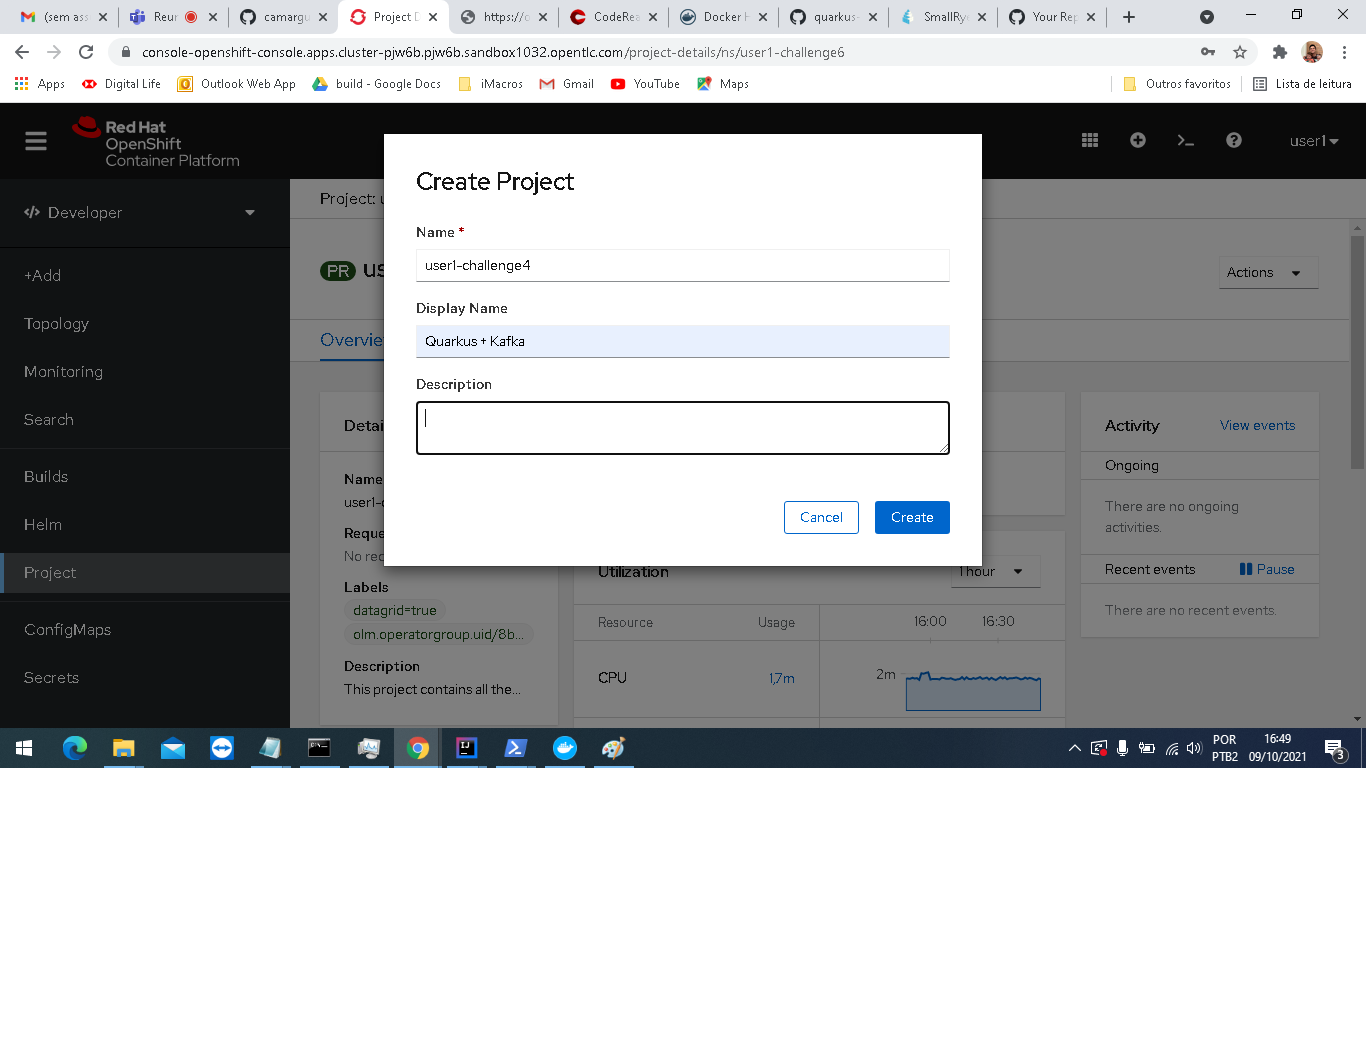 (sem ass
Reun
camargu
Project D
https://o
CodeRea
Docker H
quarkus-
SmallRye
Your Rep
console-openshift-console.apps.cluster-pjw6b.pjw6b.sandbox1032.opentlc.com/project-details/ns/user1-challenge6
Apps
Digital Life
Outlook Web App
build - Google Docs
iMacros
Gmail
YouTube
Maps
Outros favoritos
Lista de leitura
Red Hat
OpenShift
Container Platform
user1
Developer
+Add
Topology
Monitoring
Search
Builds
Helm
Project
ConfigMaps
Secrets
Project: u
PR us
Actions
Overvie
Create Project
Name *
user1-challenge4
Display Name
Quarkus + Kafka
Description
Cancel
Create
Detai
Name
user1-c
Reque
No rec
Labels
datagrid=true
olm.operatorgroup.uid/8b...
Description
This project contains all the...
Utilization
1 hour
Resource
Usage
16:00
16:30
CPU
1,7m
2m
Activity
View events
Ongoing
There are no ongoing
activities.
Recent events
Pause
There are no recent events.
POR
PTB2
16:49
09/10/2021
3